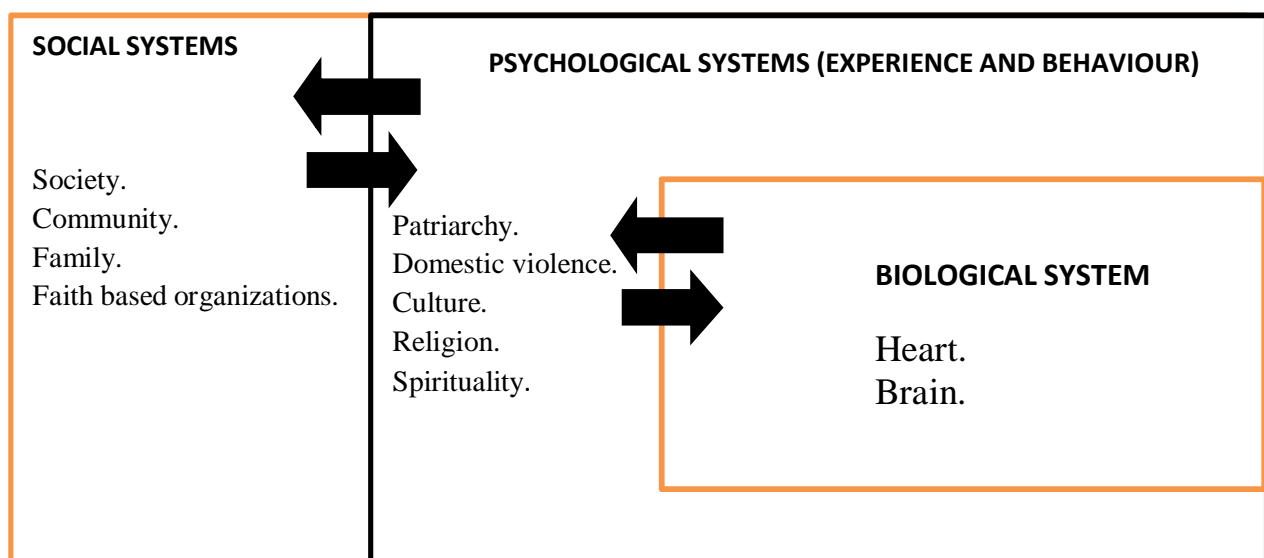 SOCIAL SYSTEMS
Society.
Community.
Family.
Faith based organizations.
PSYCHOLOGICAL SYSTEMS (EXPERIENCE AND BEHAVIOUR)
Patriarchy.
Domestic violence.
Culture.
Religion.
Spirituality.
BIOLOGICAL SYSTEM
Heart.
Brain.